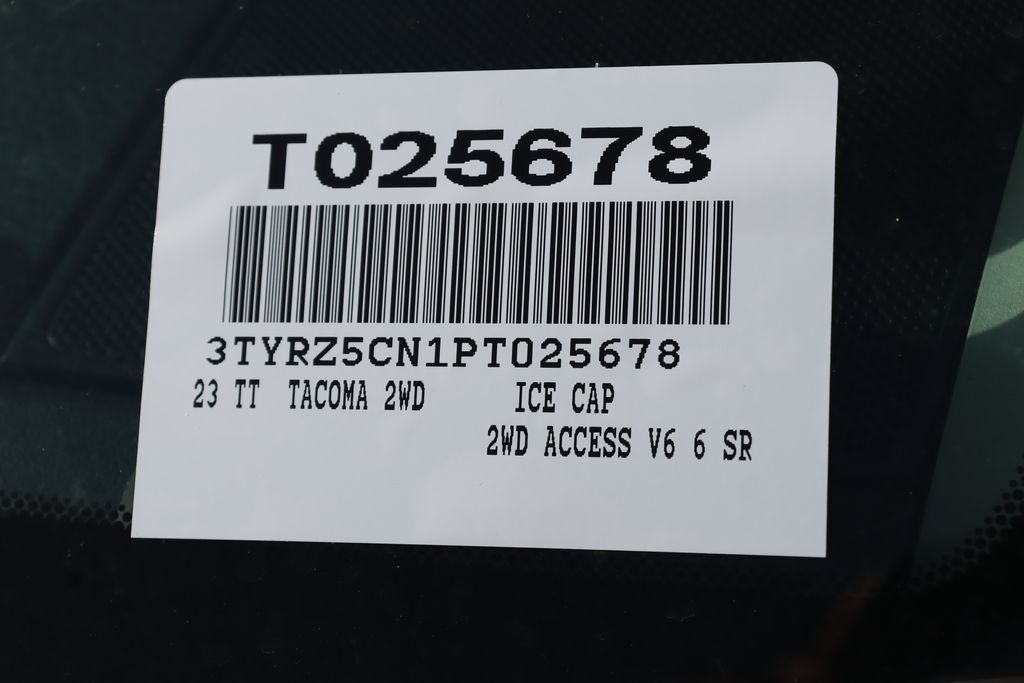 T025678
3TYRZ5CN1PT025678
23 TT TACOMA 2WD ICE CAP
2WD ACCESS V6 6 SR